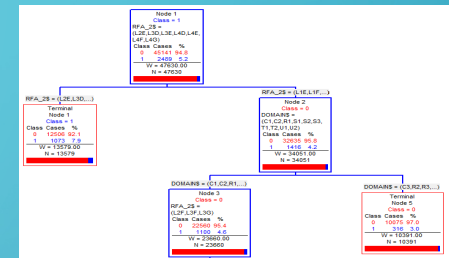 Node 1
Class = 1
RFA_2$ =
(L2E,L3D,L3E,L4D,L4E,
L4F,L4G)
Class Cases %
0 45141 94.8
1 2489 5.2
W = 47630.00
N = 47630
RFA_2$ = (L2E,L3D,...)
Terminal
Node 1
Class = 1
Class Cases %
0 12506 92.1
1 1073 7.9
W = 13579.00
N = 13579
RFA_2$ = (L1E,L1F,...)
Node 2
Class = 0
DOMAIN$ =
(C1,C2,R1,S1,S2,S3,
T1,T2,U1,U2)
Class Cases %
0 32635 95.8
1 1416 4.2
W = 34051.00
N = 34051
DOMAIN$ = (C1,C2,R1,...)
Node 3
Class = 0
RFA_2$ =
(L2F,L3F,L3G)
Class Cases %
0 22560 95.4
1 1100 4.6
W = 23660.00
N = 23660
DOMAIN$ = (C3,R2,R3,...)
Terminal
Node 5
Class = 0
Class Cases %
0 10075 97.0
1 316 3.0
W = 10391.00
N = 10391